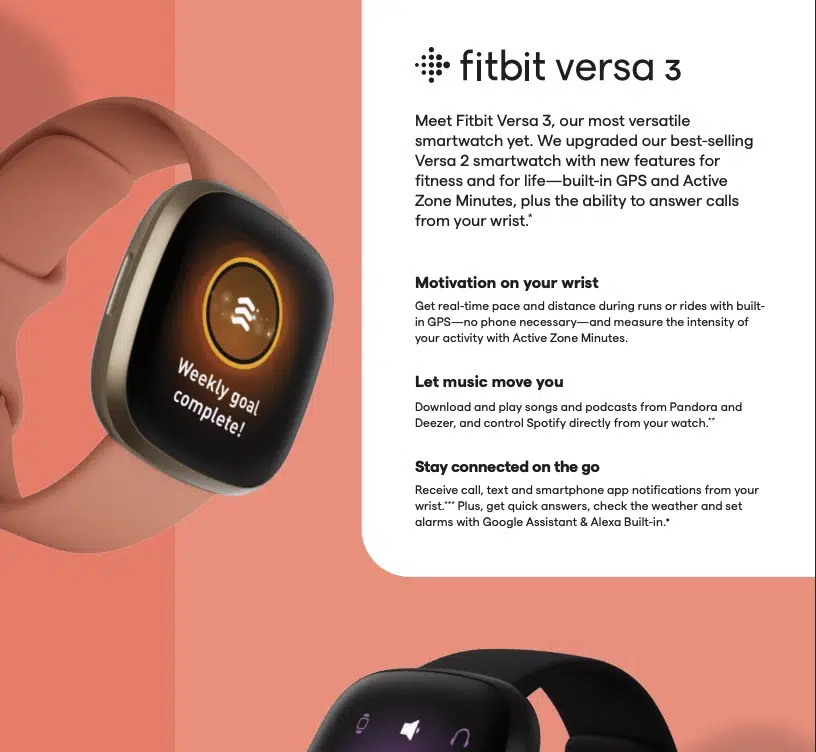 fitbit versa 3
Meet Fitbit Versa 3, our most versatile
smartwatch yet. We upgraded our best-selling
Versa 2 smartwatch with new features for
fitness and for life—built-in GPS and Active
Zone Minutes, plus the ability to answer calls
from your wrist.*
Motivation on your wrist
Get real-time pace and distance during runs or rides with built-
in GPS—no phone necessary—and measure the intensity of
your activity with Active Zone Minutes.
Let music move you
Download and play songs and podcasts from Pandora and
Deezer, and control Spotify directly from your watch.**
Stay connected on the go
Receive call, text and smartphone app notifications from your
wrist.*** Plus, get quick answers, check the weather and set
alarms with Google Assistant & Alexa Built-in.*
Weekly goal
complete!